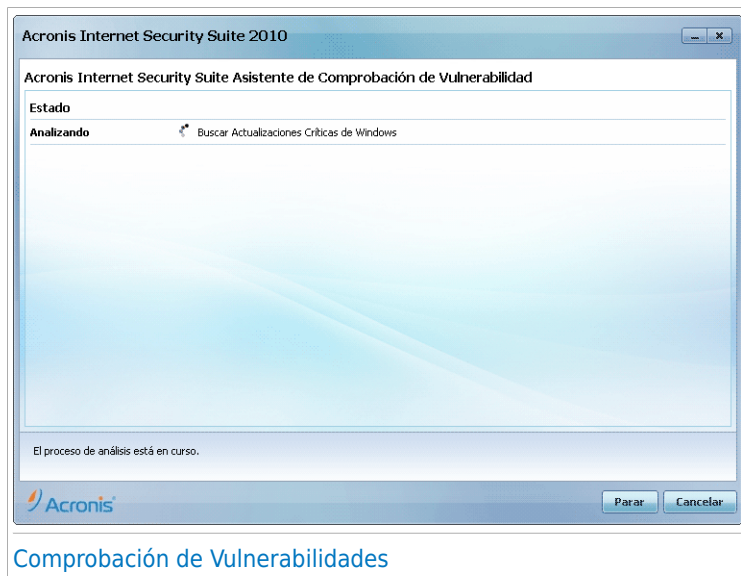 Acronis Internet Security Suite 2010
Acronis Internet Security Suite Asistente de Comprobación de Vulnerabilidad
Estado
Analizando Buscar Actualizaciones Críticas de Windows
El proceso de análisis está en curso.
Acronis
Parar Cancelar
Comprobación de Vulnerabilidades